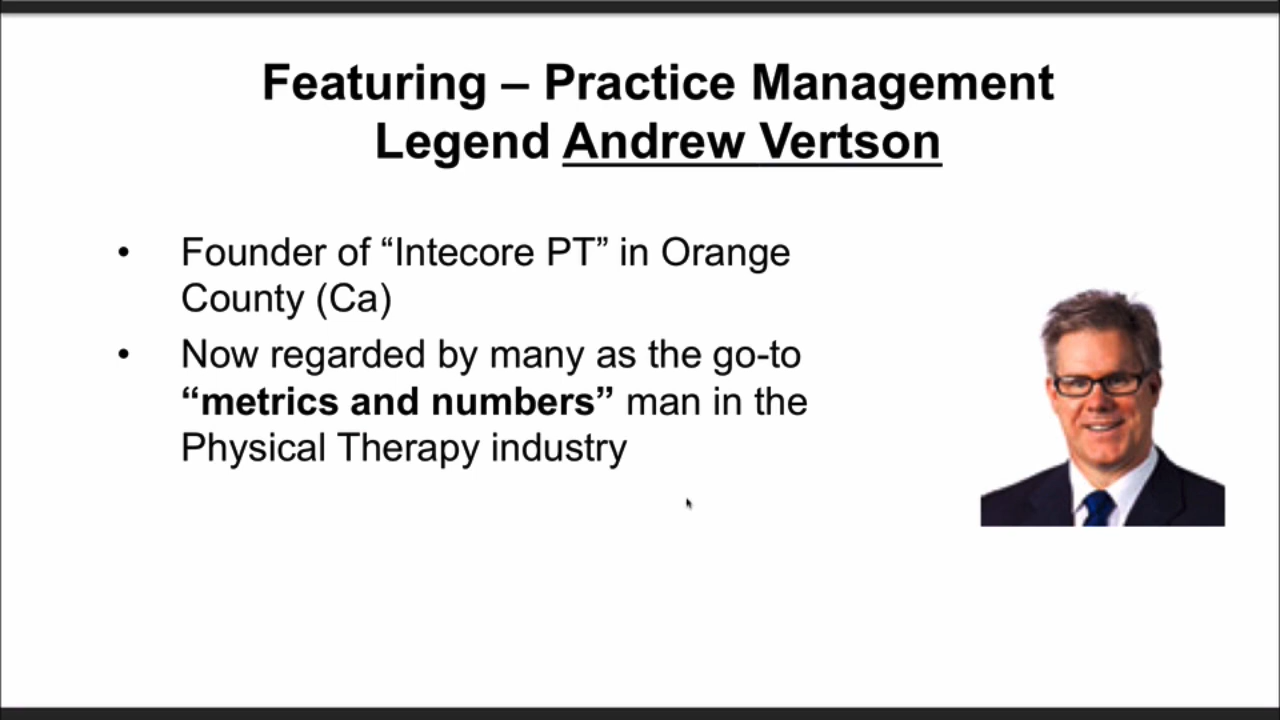 Featuring – Practice Management
Legend Andrew Vertson
• Founder of “Intecore PT” in Orange
County (Ca)
• Now regarded by many as the go-to
“metrics and numbers” man in the
Physical Therapy industry